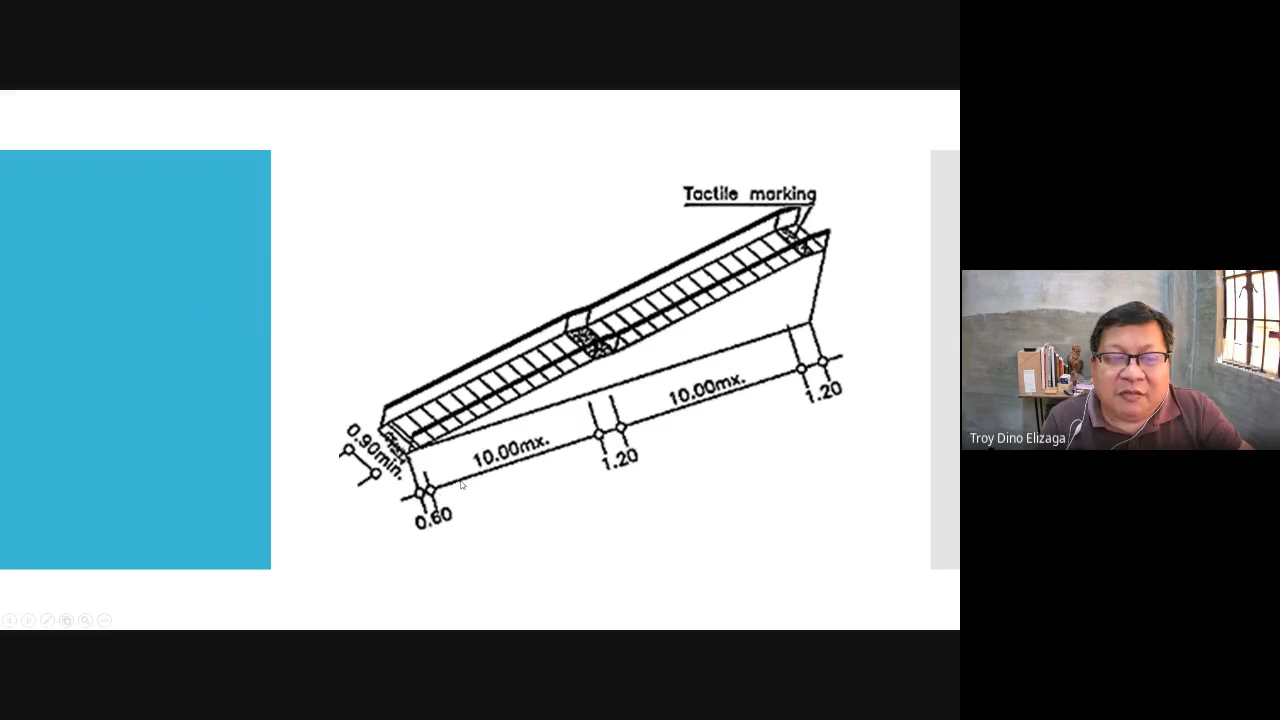 Tactile marking
0.90min.
10.00mx.
10.00mx.
1.20
1.20
0.60
Troy Dino Elizaga